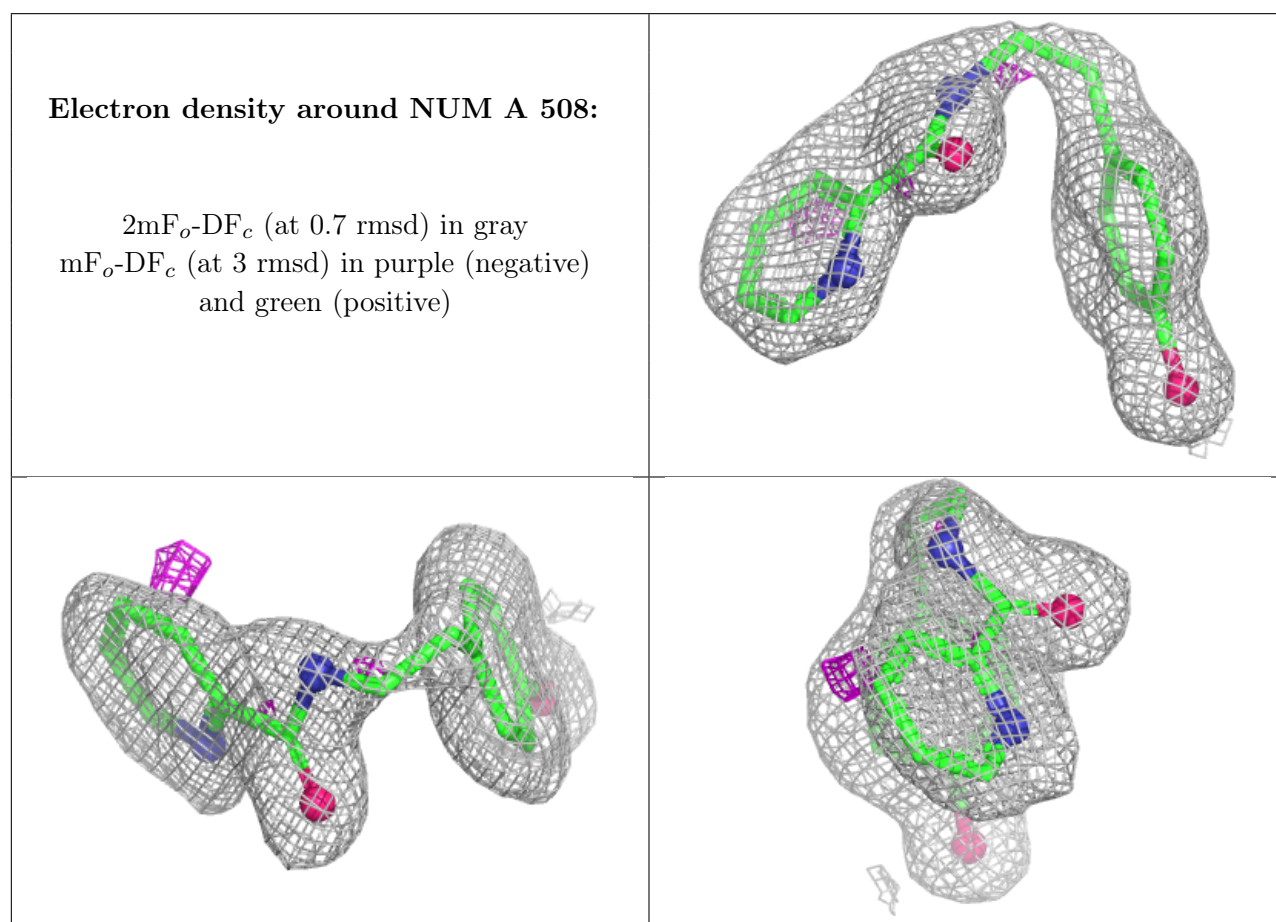 Electron density around NUM A 508:
2mFo-DFc (at 0.7 rmsd) in gray
mFo-DFc (at 3 rmsd) in purple (negative)
and green (positive)